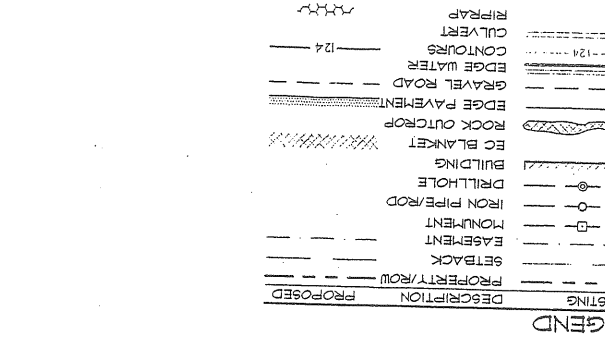 GEND
STING DESCRIPTION PROPOSED
PROPERTY/ROW
SETBACK
EASEMENT
MONUMENT
IRON PIPE/ROD
DRILLHOLE
BUILDING
EC BLANKET
ROCK OUTCROP
EDGE PAVEMENT
GRAVEL ROAD
EDGE WATER
124 CONTOURS 124
CULVERT
RIPRAP